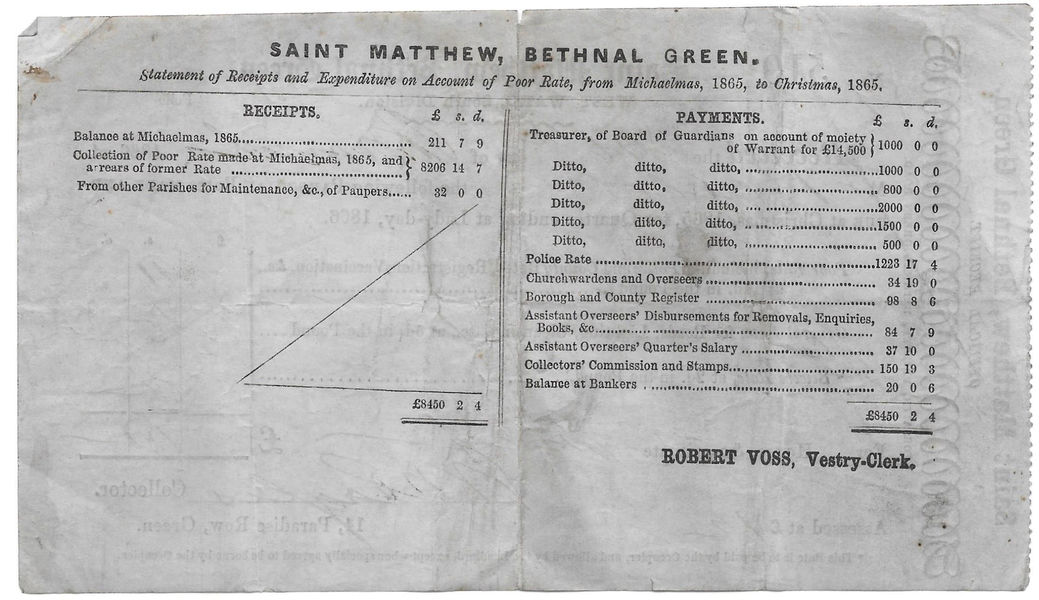 SAINT MATTHEW, BETHNAL GREEN.
Statement of Receipts and Expenditure on Account of Poor Rate, from Michaelmas, 1865, to Christmas, 1865.
RECEIPTS. £ s. d.
Balance at Michaelmas, 1865.................................... 211 7 9
Collection of Poor Rate made at Michaelmas, 1865, and
arrears of former Rate .................................... } 8206 14 7
From other Parishes for Maintenance, &c., of Paupers...... 32 0 0
£8450 2 4
PAYMENTS. £ s. d.
Treasurer, of Board of Guardians on account of moiety
of Warrant for £14,500 } 1000 0 0
Ditto, ditto, ditto, ............................1000 0 0
Ditto, ditto, ditto, ............................ 800 0 0
Ditto, ditto, ditto, ............................2000 0 0
Ditto, ditto, ditto, ............................1500 0 0
Ditto, ditto, ditto, ............................ 500 0 0
Police Rate ............................................................1223 17 4
Churchwardens and Overseers .................................... 34 19 0
Borough and County Register .................................... 98 8 6
Assistant Overseers' Disbursements for Removals, Enquiries,
Books, &c............................................................ 84 7 9
Assistant Overseers' Quarter's Salary ............................ 37 10 0
Collectors' Commission and Stamps................................ 150 19 3
Balance at Bankers .................................................. 20 0 6
£8450 2 4
ROBERT VOSS, Vestry-Clerk.
Collector.
14, Paradise Row, Green.
Assessed at £